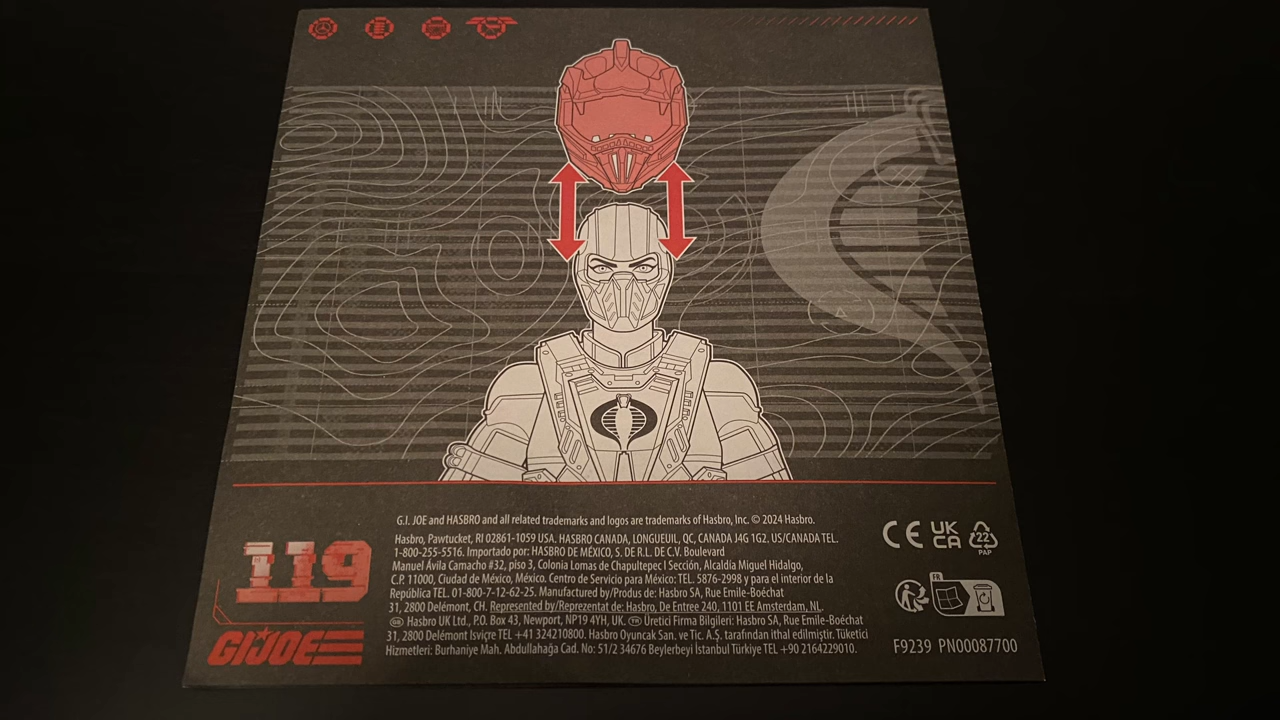 G.I. JOE and HASBRO and all related trademarks and logos are trademarks of Hasbro, Inc. © 2024 Hasbro.
Hasbro, Pawtucket, RI 02861-1059 USA. HASBRO CANADA, LONGUEUIL, QC, CANADA J4G 1G2. US/CANADA TEL.
1-800-255-5516. Importado por: HASBRO DE MÉXICO, S. DE R.L. DE C.V. Boulevard
Manuel Ávila Camacho #32, piso 3, Colonia Lomas de Chapultepec I Sección, Alcaldía Miguel Hidalgo,
C.P. 11000, Ciudad de México, México. Centro de Servicio para México: TEL. 5876-2998 y para el interior de la
República TEL. 01-800-7-12-62-25. Manufactured by/Produs de: Hasbro SA, Rue Emile-Boéchat
31, 2800 Delémont, CH. Represented by/Reprezentat de: Hasbro, De Entree 240, 1101 EE Amsterdam, NL.
GB Hasbro UK Ltd., P.O. Box 43, Newport, NP19 4YH, UK. TR Üretici Firma Bilgileri: Hasbro SA, Rue Emile-Boéchat
31, 2800 Delémont İsviçre TEL +41 324210800. Hasbro Oyuncak San. ve Tic. A.Ş. tarafından ithal edilmiştir. Tüketici
Hizmetleri: Burhaniye Mah. Abdullahağa Cad. No: 51/2 34676 Beylerbeyi İstanbul Türkiye TEL +90 2164229010.
119
GI JOE
CE UK CA 22 PAP
FR
F9239 PN00087700